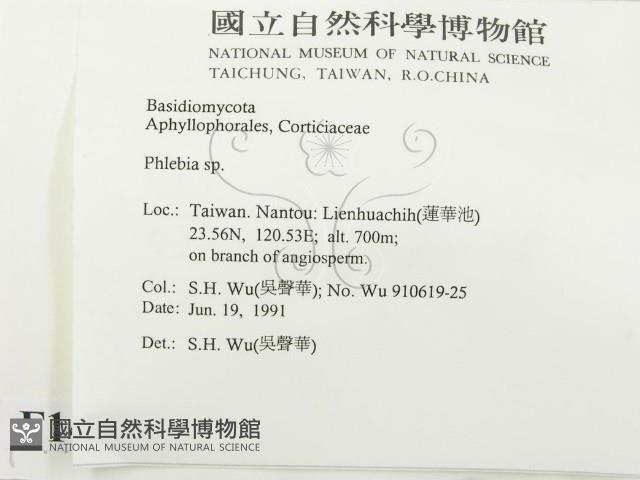 國立自然科學博物館
NATIONAL MUSEUM OF NATURAL SCIENCE
TAICHUNG, TAIWAN, R.O.CHINA
Basidiomycota
Aphyllophorales, Corticiaceae
Phlebia sp.
Loc.: Taiwan. Nantou: Lienhuachih(蓮華池)
23.56N, 120.53E; alt. 700m;
on branch of angiosperm.
Col.: S.H. Wu(吳聲華); No. Wu 910619-25
Date: Jun. 19, 1991
Det.: S.H. Wu(吳聲華)
國立自然科學博物館
NATIONAL MUSEUM OF NATURAL SCIENCE